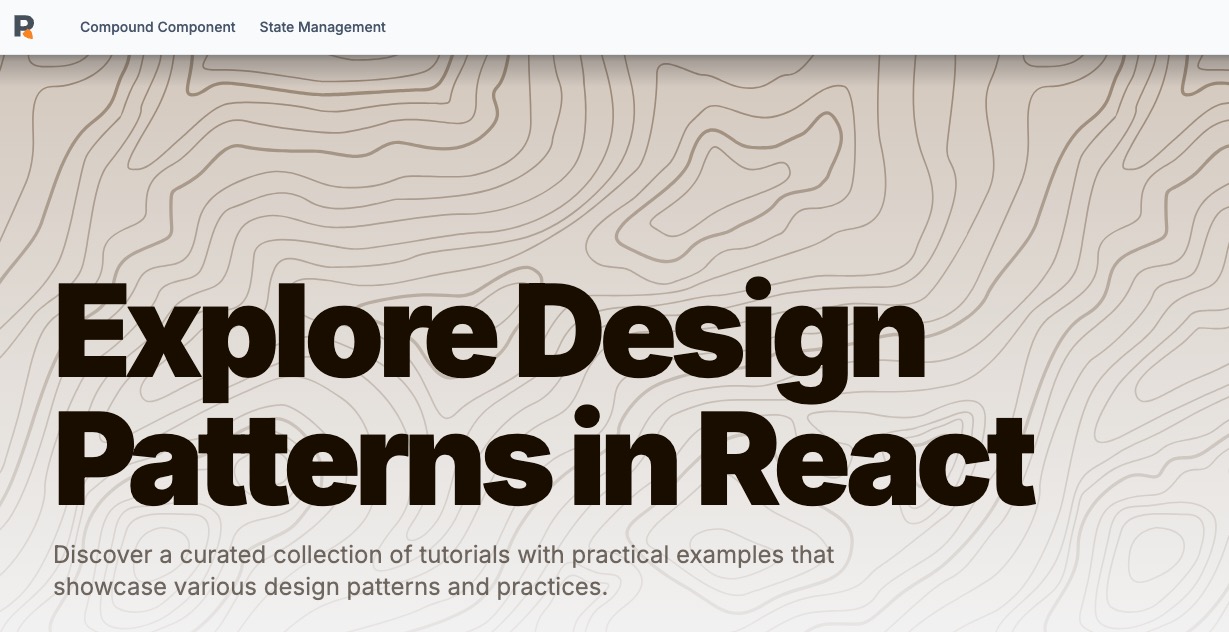 Compound Component
State Management
Explore Design
Patterns in React
Discover a curated collection of tutorials with practical examples that
showcase various design patterns and practices.